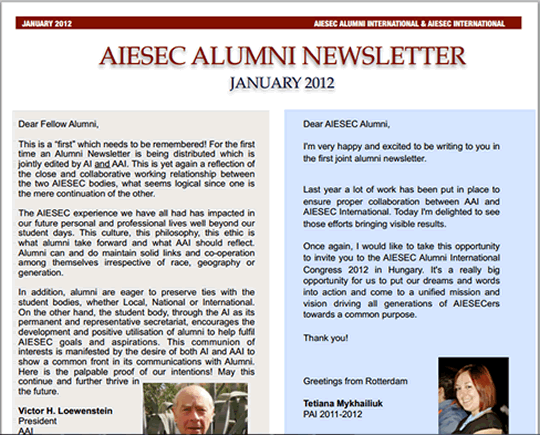 JANUARY 2012
AIESEC ALUMNI INTERNATIONAL & AIESEC INTERNATIONAL
AIESEC ALUMNI NEWSLETTER
JANUARY 2012
Dear Fellow Alumni,
This is a "first" which needs to be remembered! For the first
time an Alumni Newsletter is being distributed which is
jointly edited by AI and AAI. This is yet again a reflection of
the close and collaborative working relationship between
the two AIESEC bodies, what seems logical since one is
the mere continuation of the other.
The AIESEC experience we have all had has impacted in
our future personal and professional lives well beyond our
student days. This culture, this philosophy, this ethic is
what alumni take forward and what AAI should reflect.
Alumni can and do maintain solid links and co-operation
among themselves irrespective of race, geography or
generation.
In addition, alumni are eager to preserve ties with the
student bodies, whether Local, National or International.
On the other hand, the student body, through the AI as its
permanent and representative secretariat, encourages the
development and positive utilisation of alumni to help fulfil
AIESEC goals and aspirations. This communion of
interests is manifested by the desire of both AI and AAI to
show a common front in its communications with Alumni.
Here is the palpable proof of our intentions! May this
continue and further thrive in
the future.
Victor H. Loewenstein
President
AAI
Dear AIESEC Alumni,
I'm very happy and excited to be writing to you in
the first joint alumni newsletter.
Last year a lot of work has been put in place to
ensure proper collaboration between AAI and
AIESEC International. Today I'm delighted to see
those efforts bringing visible results.
Once again, I would like to take this opportunity
to invite you to the AIESEC Alumni International
Congress 2012 in Hungary. It's a really big
opportunity for us to put our dreams and words
into action and come to a unified mission and
vision driving all generations of AIESECers
towards a common purpose.
Thank you!
Greetings from Rotterdam
Tetiana Mykhailiuk
PAI 2011-2012